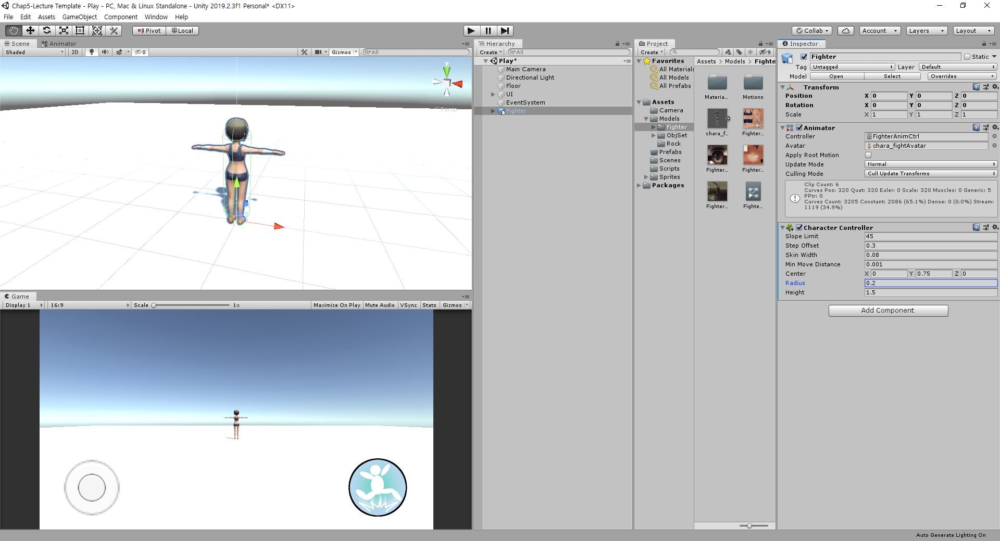 Chap5-Lecture Template - Play - PC, Mac & Linux Standalone - Unity 2019.2.3f1 Personal* <DX11>
File Edit Assets GameObject Component Window Help
Pivot Local Collab Account Layers Layout
Scene Animator
Shaded 2D 0 Gizmos All
y
Persp
Game
Display 1 16:9 Scale 1x Maximize On Play Mute Audio VSync Stats Gizmos
Hierarchy
Create All
Play*
Main Camera
Directional Light
Floor
UI
EventSystem
Fighter
Project
Create 9
Favorites
All Materials
All Models
All Prefabs
Assets
Camera
Models
Fighter
ObjSet
Rock
Prefabs
Scenes
Scripts
Sprites
Packages
Assets > Models > Fighte
Materia... Motions
chara_f... Fighter...
Fighter... Fighter...
Fighter... Fighte...
Inspector
Fighter Static
Tag Untagged Layer Default
Model Open Select Overrides
Transform
Position X 0 Y 0 Z 0
Rotation X 0 Y 0 Z 0
Scale X 1 Y 1 Z 1
Animator
Controller FighterAnimCtrl
Avatar chara_fightAvatar
Apply Root Motion
Update Mode Normal
Culling Mode Cull Update Transforms
Clip Count: 6
Curves Pos: 320 Quat: 320 Euler: 0 Scale: 320 Muscles: 0 Generic: 5
PPtr: 0
Curves Count: 3205 Constant: 2086 (65.1%) Dense: 0 (0.0%) Stream:
1119 (34.9%)
Character Controller
Slope Limit 45
Step Offset 0.3
Skin Width 0.08
Min Move Distance 0.001
Center X 0 Y 0.75 Z 0
Radius 0.2
Height 1.5
Add Component
Auto Generate Lighting On